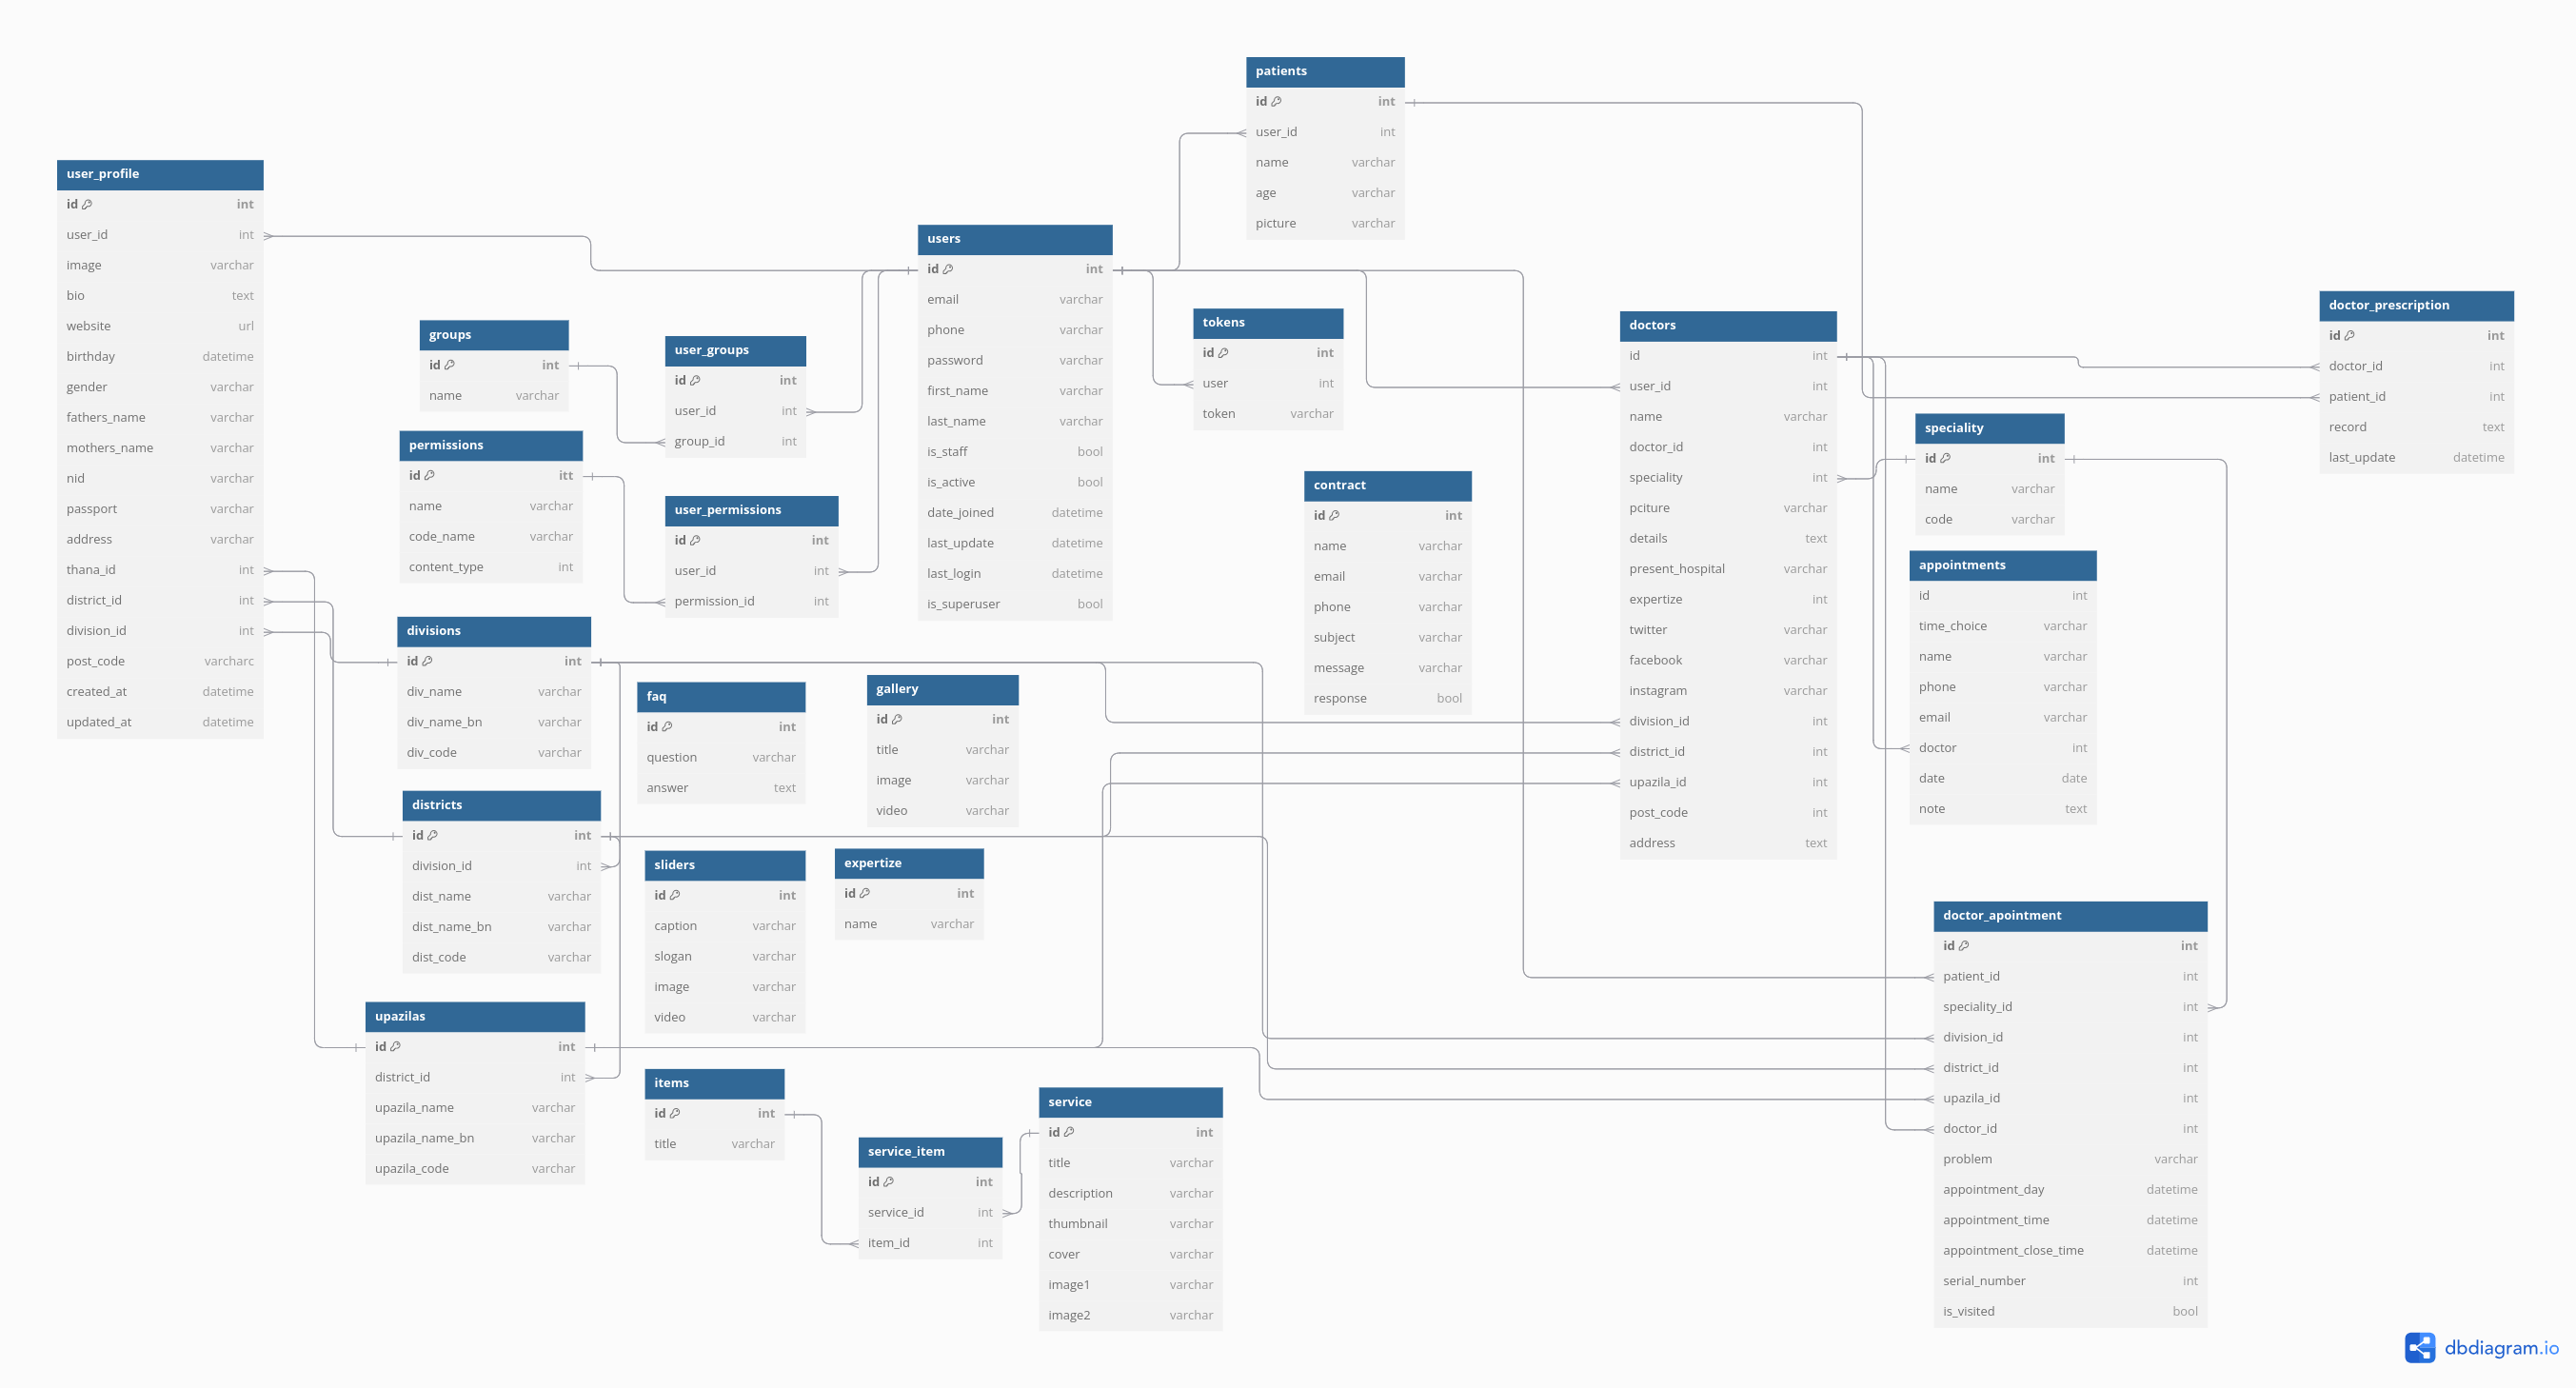 patients
id int
user_id int
name varchar
age varchar
picture varchar
user_profile
id int
user_id int
image varchar
bio text
website url
birthday datetime
gender varchar
fathers_name varchar
mothers_name varchar
nid varchar
passport varchar
address varchar
thana_id int
district_id int
division_id int
post_code varcharc
created_at datetime
updated_at datetime
users
id int
email varchar
phone varchar
password varchar
first_name varchar
last_name varchar
is_staff bool
is_active bool
date_joined datetime
last_update datetime
last_login datetime
is_superuser bool
groups
id int
name varchar
user_groups
id int
user_id int
group_id int
permissions
id itt
name varchar
code_name varchar
content_type int
user_permissions
id int
user_id int
permission_id int
tokens
id int
user int
token varchar
doctors
id int
user_id int
name varchar
doctor_id int
speciality int
pciture varchar
details text
present_hospital varchar
expertize int
twitter varchar
facebook varchar
instagram varchar
division_id int
district_id int
upazila_id int
post_code int
address text
doctor_prescription
id int
doctor_id int
patient_id int
record text
last_update datetime
speciality
id int
name varchar
code varchar
contract
id int
name varchar
email varchar
phone varchar
subject varchar
message varchar
response bool
appointments
id int
time_choice varchar
name varchar
phone varchar
email varchar
doctor int
date date
note text
divisions
id int
div_name varchar
div_name_bn varchar
div_code varchar
faq
id int
question varchar
answer text
gallery
id int
title varchar
image varchar
video varchar
districts
id int
division_id int
dist_name varchar
dist_name_bn varchar
dist_code varchar
sliders
id int
caption varchar
slogan varchar
image varchar
video varchar
expertize
id int
name varchar
doctor_apointment
id int
patient_id int
speciality_id int
division_id int
district_id int
upazila_id int
doctor_id int
problem varchar
appointment_day datetime
appointment_time datetime
appointment_close_time datetime
serial_number int
is_visited bool
upazilas
id int
district_id int
upazila_name varchar
upazila_name_bn varchar
upazila_code varchar
items
id int
title varchar
service_item
id int
service_id int
item_id int
service
id int
title varchar
description varchar
thumbnail varchar
cover varchar
image1 varchar
image2 varchar
dbdiagram.io